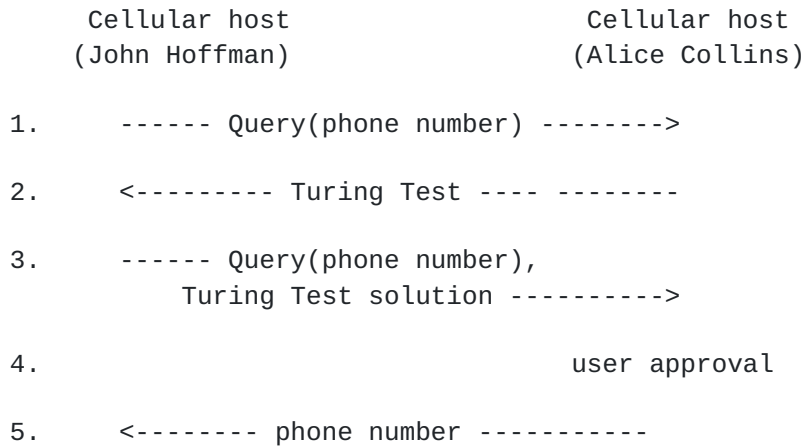 Cellular host Cellular host
(John Hoffman) (Alice Collins)
1. ------ Query(phone number) -------->
2. <--------- Turing Test ---- --------
3. ------ Query(phone number),
Turing Test solution ---------->
4. user approval
5. <-------- phone number -----------